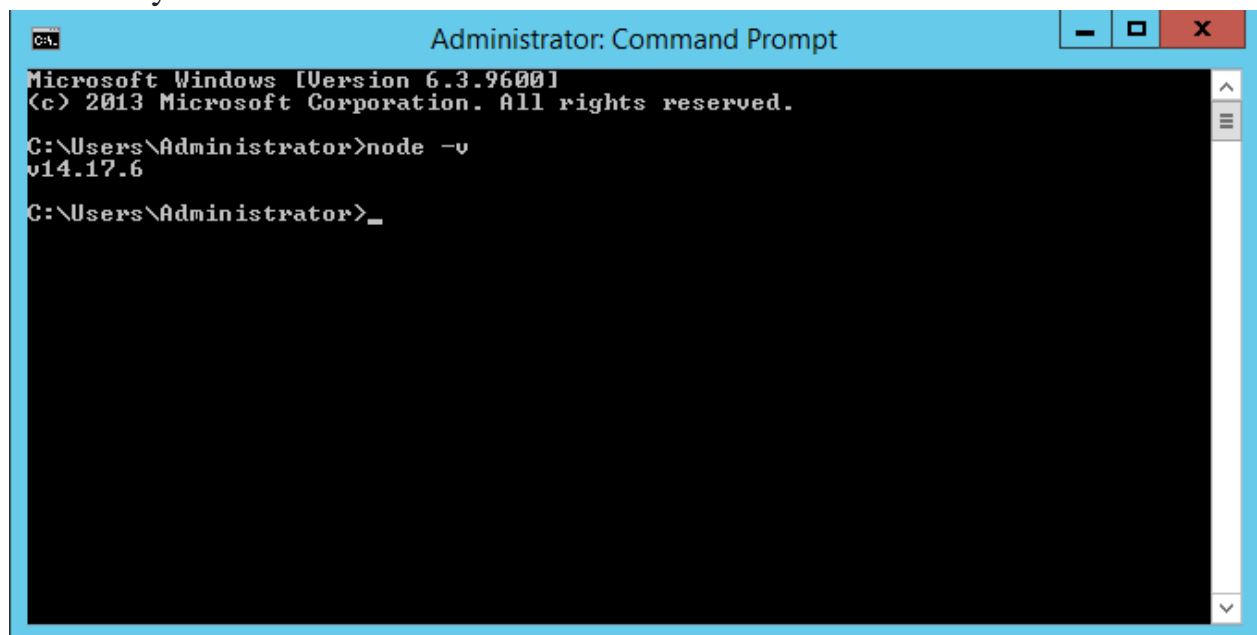 Administrator: Command Prompt
Microsoft Windows [Version 6.3.9600]
(c) 2013 Microsoft Corporation. All rights reserved.
C:\Users\Administrator>node -v
v14.17.6
C:\Users\Administrator>_